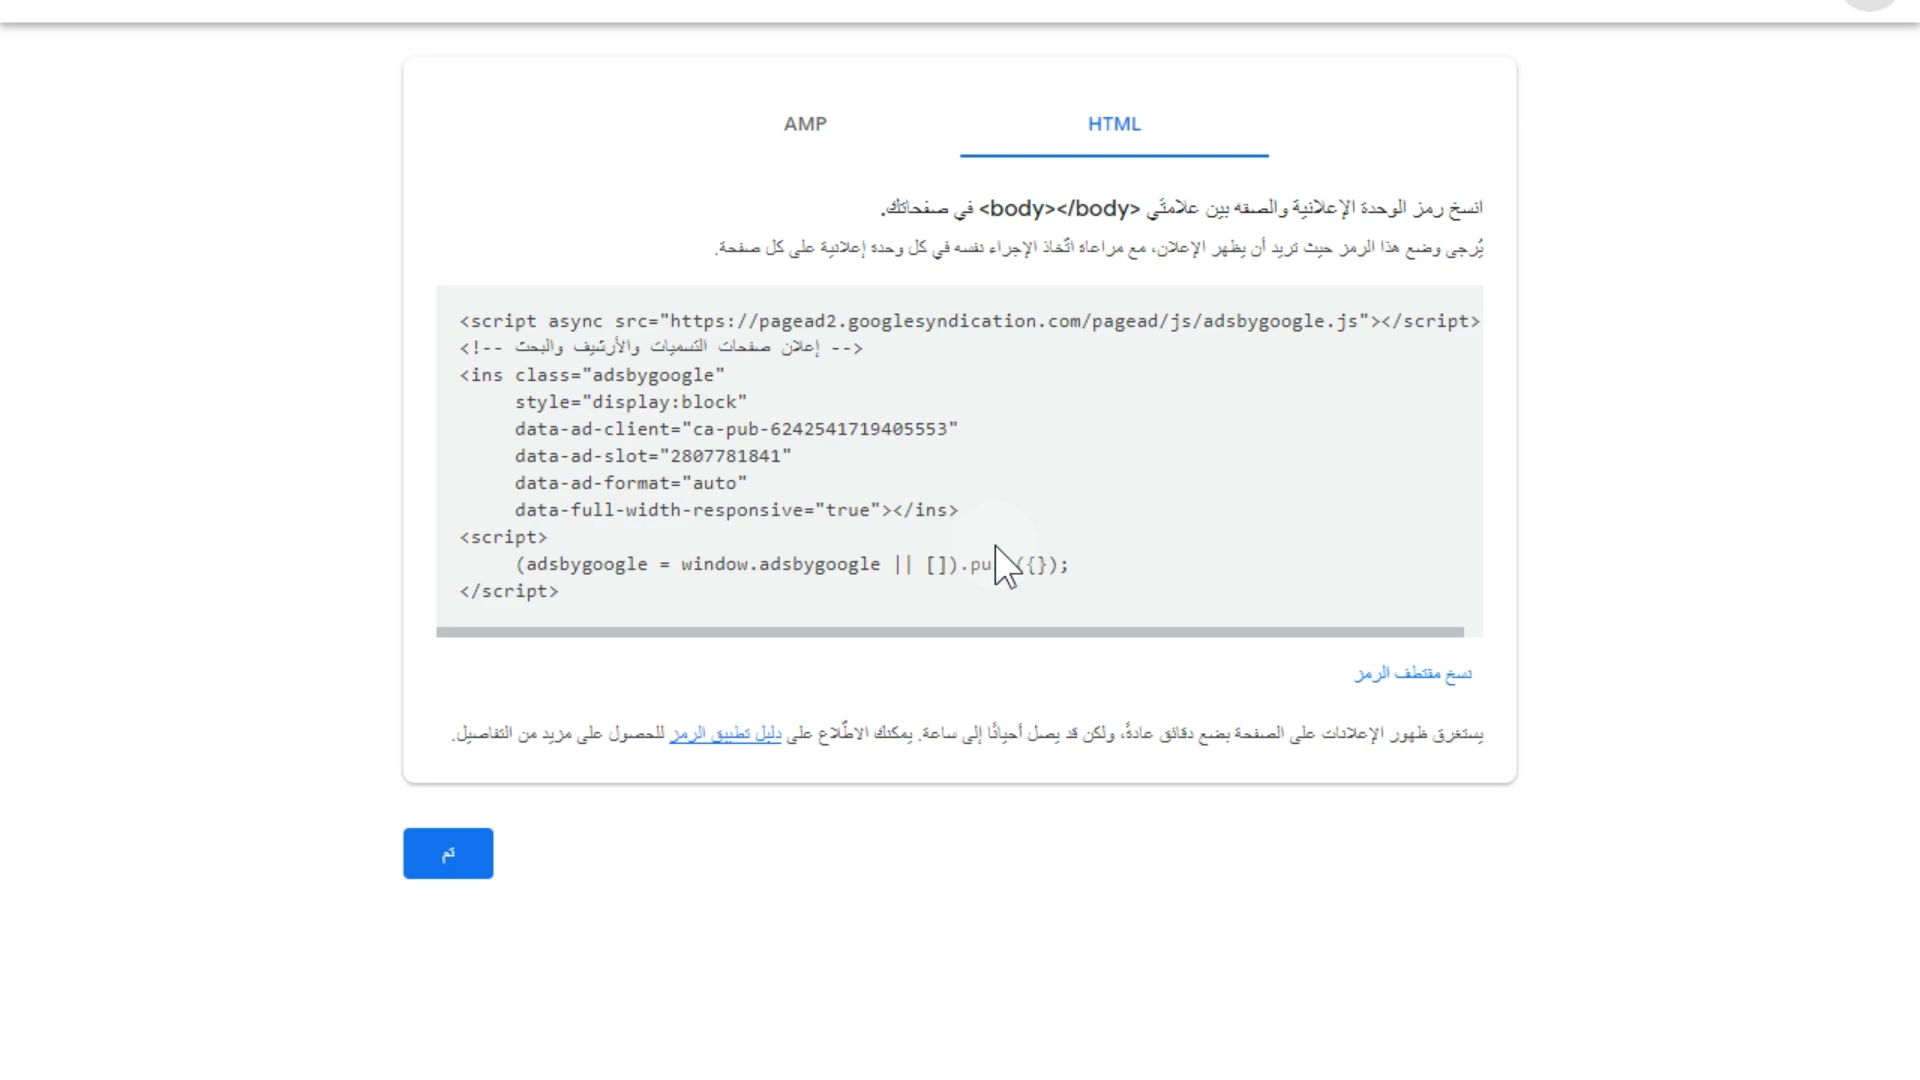 AMP
HTML
انسخ رمز الوحدة الإعلانية والصقه بين علامتَي <body></body> في صفحاتك.
يُرجى وضع هذا الرمز حيث تريد أن يظهر الإعلان، مع مراعاة اتّخاذ الإجراء نفسه في كل وحدة إعلانية على كل صفحة.
<script async src="https://pagead2.googlesyndication.com/pagead/js/adsbygoogle.js"></script>
<!-- إعلان صفحات التسميات والأرشيف والبحث -->
<ins class="adsbygoogle"
style="display:block"
data-ad-client="ca-pub-6242541719405553"
data-ad-slot="2807781841"
data-ad-format="auto"
data-full-width-responsive="true"></ins>
<script>
(adsbygoogle = window.adsbygoogle || []).pu ({});
</script>
نسخ مقتطف الرمز
يستغرق ظهور الإعلانات على الصفحة بضع دقائق عادةً، ولكن قد يصل أحيانًا إلى ساعة. يمكنك الاطّلاع على دليل تطبيق الرمز للحصول على مزيد من التفاصيل.
تم